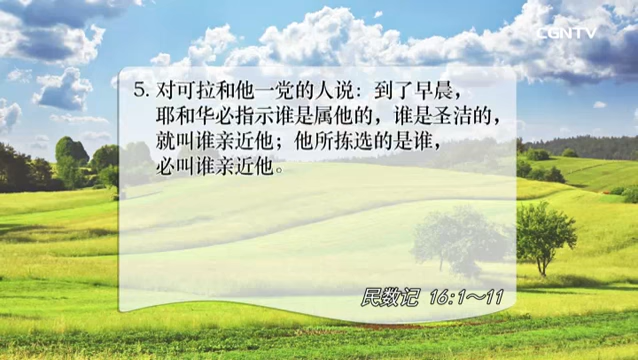 CGNTV
5. 对可拉和他一党的人说：到了早晨，
耶和华必指示谁是属他的，谁是圣洁的，
就叫谁亲近他；他所拣选的是谁，
必叫谁亲近他。
民数记 16:1～11